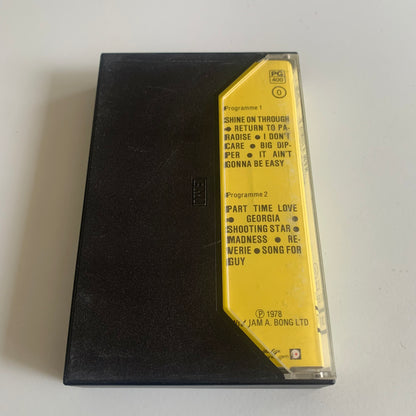 PG
400
O
Programme 1
SHINE ON THROUGH
● RETURN TO PA-
RADISE ● I DON'T
CARE ● BIG DIP-
PER ● IT AIN'T
GONNA BE EASY
Programme 2
PART TIME LOVE
● GEORGIA ●
SHOOTING STAR ●
MADNESS ● RE-
VERIE ● SONG FOR
GUY
℗ 1978
JAM A. BONG LTD